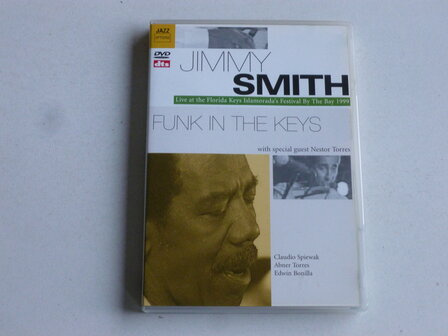 JAZZ
DVD
dts
JIMMY
SMITH
Live at the Florida Keys Islamorada's Festival By The Bay 1999
FUNK IN THE KEYS
with special guest Nestor Torres
Claudio Spiewak
Abner Torres
Edwin Bonilla